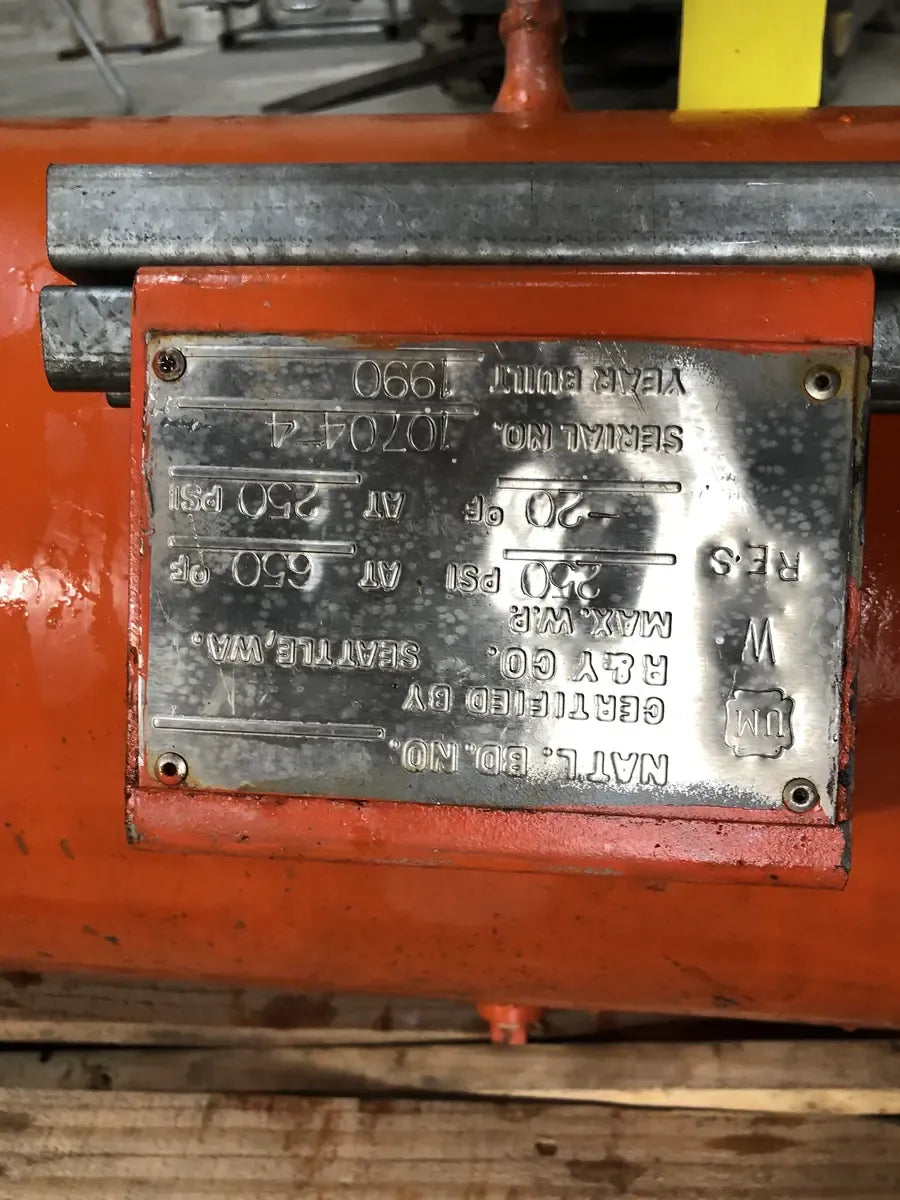 NAT'L. BD. NO.
CERTIFIED BY
R & Y CO. SEATTLE, WA.
MAX. W.P.
250 PSI AT 650 °F
-20 °F AT 250 PSI
SERIAL NO. 10704-4
YEAR BUILT 1990
UM
W
R.E.S